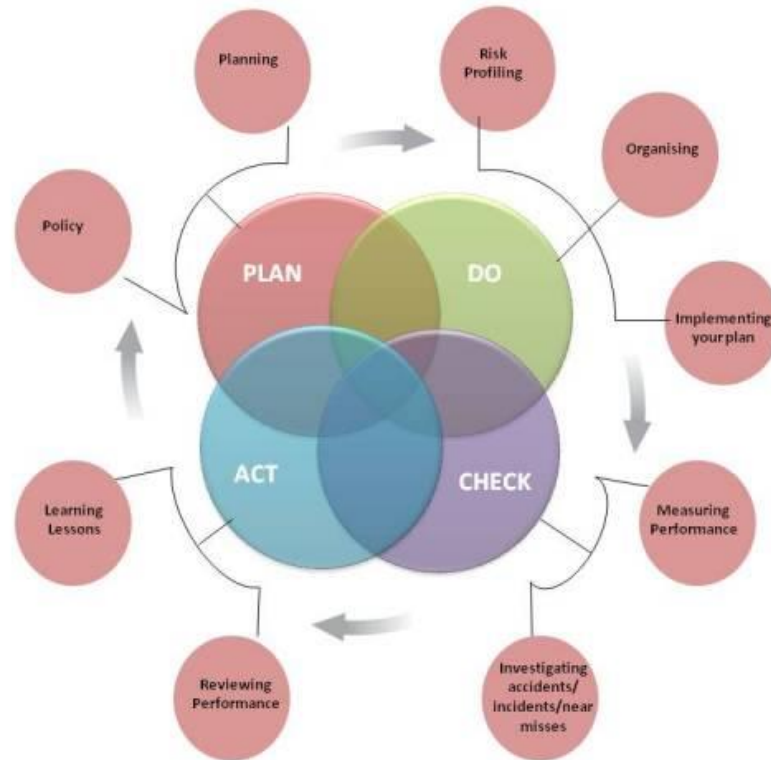 Planning
Risk
Profiling
Organising
Policy
PLAN
DO
Implementing
your plan
ACT
CHECK
Learning
Lessons
Measuring
Performance
Reviewing
Performance
Investigating
accidents/
incidents/near
misses